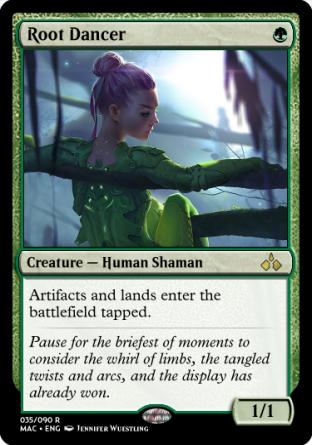 Root Dancer
Creature — Human Shaman
Artifacts and lands enter the
battlefield tapped.
Pause for the briefest of moments to
consider the whirl of limbs, the tangled
twists and arcs, and the display has
already won.
1/1
035/090 R
MAC • ENG Jennifer Wuestling